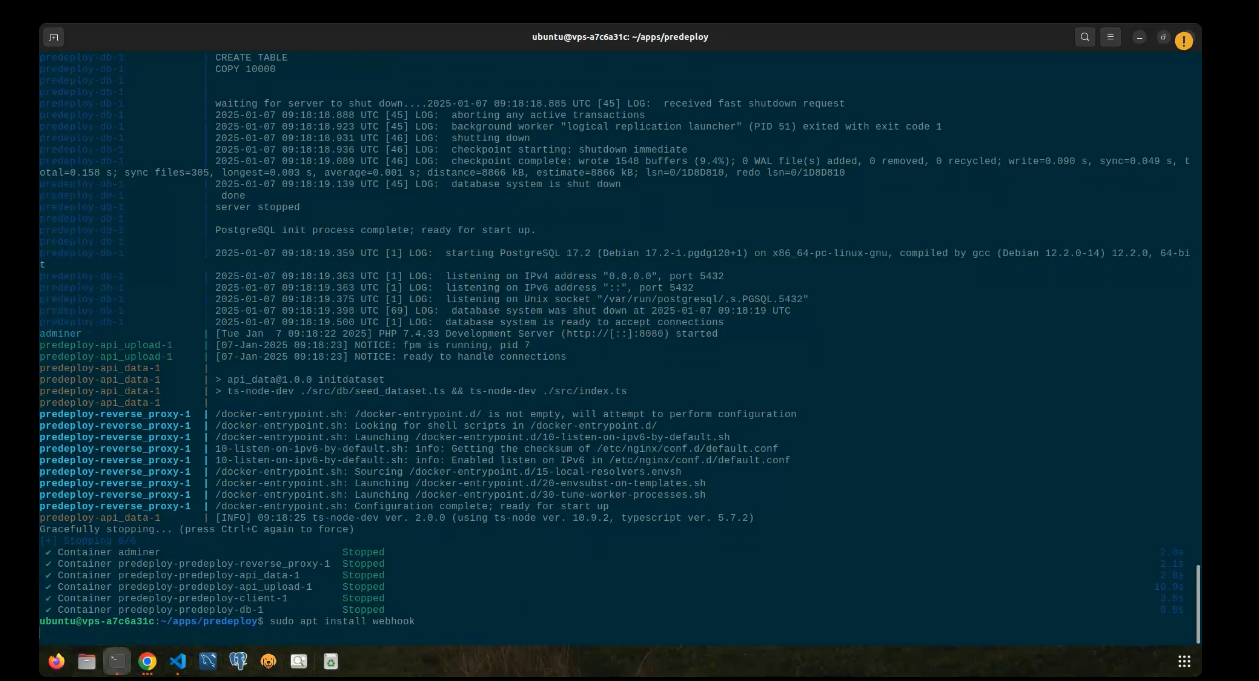 ubuntu@vps-a7c6a31c: ~/apps/predeploy
predeploy-db-1 | CREATE TABLE
predeploy-db-1 | COPY 10000
predeploy-db-1 |
predeploy-db-1 |
predeploy-db-1 | waiting for server to shut down....2025-01-07 09:18:18.885 UTC [45] LOG:  received fast shutdown request
predeploy-db-1 | 2025-01-07 09:18:18.888 UTC [45] LOG:  aborting any active transactions
predeploy-db-1 | 2025-01-07 09:18:18.923 UTC [45] LOG:  background worker "logical replication launcher" (PID 51) exited with exit code 1
predeploy-db-1 | 2025-01-07 09:18:18.931 UTC [46] LOG:  shutting down
predeploy-db-1 | 2025-01-07 09:18:18.936 UTC [46] LOG:  checkpoint starting: shutdown immediate
predeploy-db-1 | 2025-01-07 09:18:19.089 UTC [46] LOG:  checkpoint complete: wrote 1548 buffers (9.4%); 0 WAL file(s) added, 0 removed, 0 recycled; write=0.090 s, sync=0.049 s, t
otal=0.158 s; sync files=305, longest=0.003 s, average=0.001 s; distance=8866 kB, estimate=8866 kB; lsn=0/1D8D810, redo lsn=0/1D8D810
predeploy-db-1 | 2025-01-07 09:18:19.139 UTC [45] LOG:  database system is shut down
predeploy-db-1 | done
predeploy-db-1 | server stopped
predeploy-db-1 |
predeploy-db-1 | PostgreSQL init process complete; ready for start up.
predeploy-db-1 |
predeploy-db-1 | 2025-01-07 09:18:19.359 UTC [1] LOG:  starting PostgreSQL 17.2 (Debian 17.2-1.pgdg120+1) on x86_64-pc-linux-gnu, compiled by gcc (Debian 12.2.0-14) 12.2.0, 64-bi
t
predeploy-db-1 | 2025-01-07 09:18:19.363 UTC [1] LOG:  listening on IPv4 address "0.0.0.0", port 5432
predeploy-db-1 | 2025-01-07 09:18:19.363 UTC [1] LOG:  listening on IPv6 address "::", port 5432
predeploy-db-1 | 2025-01-07 09:18:19.375 UTC [1] LOG:  listening on Unix socket "/var/run/postgresql/.s.PGSQL.5432"
predeploy-db-1 | 2025-01-07 09:18:19.398 UTC [69] LOG:  database system was shut down at 2025-01-07 09:18:19 UTC
predeploy-db-1 | 2025-01-07 09:18:19.500 UTC [1] LOG:  database system is ready to accept connections
adminer | [Tue Jan  7 09:18:22 2025] PHP 7.4.33 Development Server (http://[::]:8080) started
predeploy-api_upload-1 | [07-Jan-2025 09:18:23] NOTICE: fpm is running, pid 7
predeploy-api_upload-1 | [07-Jan-2025 09:18:23] NOTICE: ready to handle connections
predeploy-api_data-1 |
predeploy-api_data-1 | > api_data@1.0.0 initdataset
predeploy-api_data-1 | > ts-node-dev ./src/db/seed_dataset.ts && ts-node-dev ./src/index.ts
predeploy-api_data-1 |
predeploy-reverse_proxy-1 | /docker-entrypoint.sh: /docker-entrypoint.d/ is not empty, will attempt to perform configuration
predeploy-reverse_proxy-1 | /docker-entrypoint.sh: Looking for shell scripts in /docker-entrypoint.d/
predeploy-reverse_proxy-1 | /docker-entrypoint.sh: Launching /docker-entrypoint.d/10-listen-on-ipv6-by-default.sh
predeploy-reverse_proxy-1 | 10-listen-on-ipv6-by-default.sh: info: Getting the checksum of /etc/nginx/conf.d/default.conf
predeploy-reverse_proxy-1 | 10-listen-on-ipv6-by-default.sh: info: Enabled listen on IPv6 in /etc/nginx/conf.d/default.conf
predeploy-reverse_proxy-1 | /docker-entrypoint.sh: Sourcing /docker-entrypoint.d/15-local-resolvers.envsh
predeploy-reverse_proxy-1 | /docker-entrypoint.sh: Launching /docker-entrypoint.d/20-envsubst-on-templates.sh
predeploy-reverse_proxy-1 | /docker-entrypoint.sh: Launching /docker-entrypoint.d/30-tune-worker-processes.sh
predeploy-reverse_proxy-1 | /docker-entrypoint.sh: Configuration complete; ready for start up
predeploy-api_data-1 | [INFO] 09:18:25 ts-node-dev ver. 2.0.0 (using ts-node ver. 10.9.2, typescript ver. 5.7.2)
Gracefully stopping... (press Ctrl+C again to force)
[+] Stopping 6/6
✔ Container adminer Stopped
✔ Container predeploy-predeploy-reverse_proxy-1 Stopped 2.1s
✔ Container predeploy-predeploy-api_data-1 Stopped
✔ Container predeploy-predeploy-api_upload-1 Stopped
✔ Container predeploy-predeploy-client-1 Stopped
✔ Container predeploy-predeploy-db-1 Stopped
ubuntu@vps-a7c6a31c:~/apps/predeploy$ sudo apt install webhook